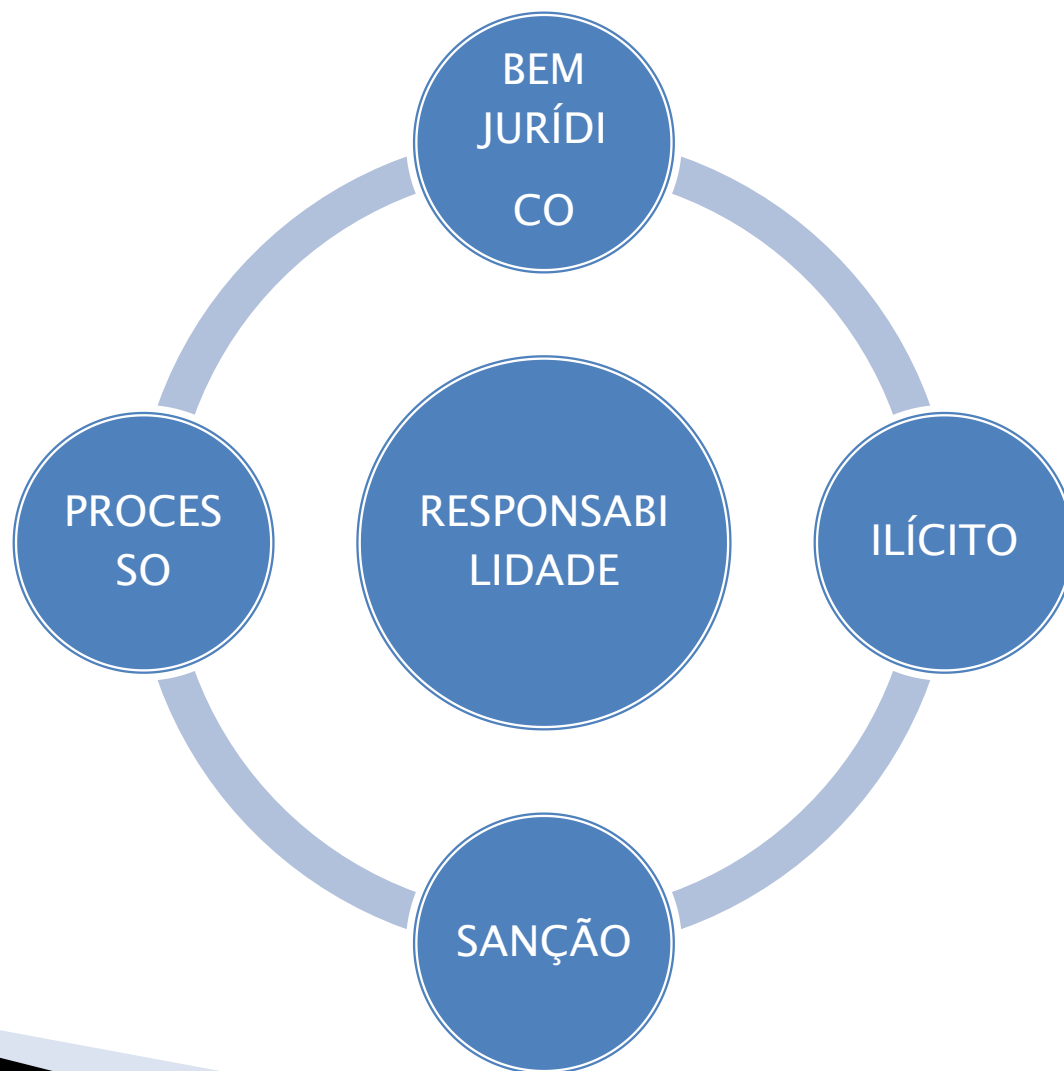 BEM
JURÍDI
CO
PROCES
SO
RESPONSABI
LIDADE
ILÍCITO
SANÇÃO